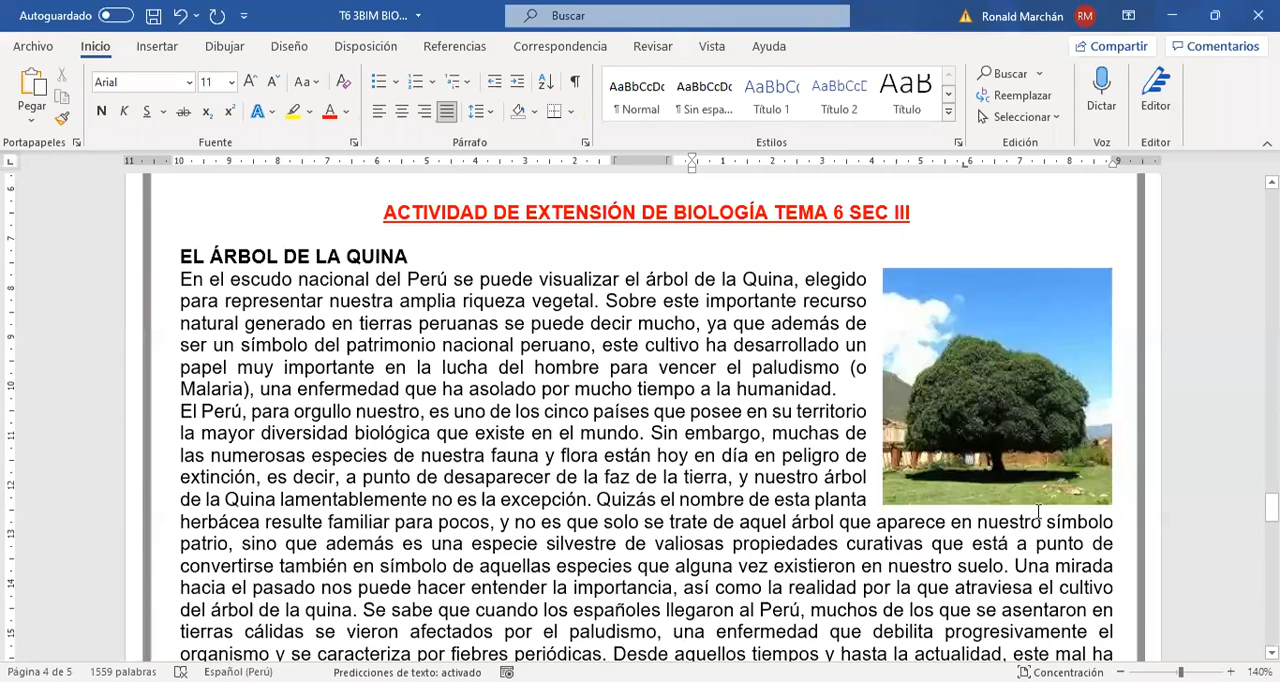 Autoguardado
T6 3BIM BIO...
Buscar
Ronald Marchán
RM
Archivo
Inicio
Insertar
Dibujar
Diseño
Disposición
Referencias
Correspondencia
Revisar
Vista
Ayuda
Compartir
Comentarios
Pegar
Arial
11
Portapapeles
Fuente
Párrafo
AaBbCcDc
¶ Normal
AaBbCcDc
¶ Sin espa...
AaBbC
Título 1
AaBbCcD
Título 2
AaB
Título
Estilos
Buscar
Reemplazar
Seleccionar
Edición
Dictar
Voz
Editor
Editor
ACTIVIDAD DE EXTENSIÓN DE BIOLOGÍA TEMA 6 SEC III
EL ÁRBOL DE LA QUINA
En el escudo nacional del Perú se puede visualizar el árbol de la Quina, elegido
para representar nuestra amplia riqueza vegetal. Sobre este importante recurso
natural generado en tierras peruanas se puede decir mucho, ya que además de
ser un símbolo del patrimonio nacional peruano, este cultivo ha desarrollado un
papel muy importante en la lucha del hombre para vencer el paludismo (o
Malaria), una enfermedad que ha asolado por mucho tiempo a la humanidad.
El Perú, para orgullo nuestro, es uno de los cinco países que posee en su territorio
la mayor diversidad biológica que existe en el mundo. Sin embargo, muchas de
las numerosas especies de nuestra fauna y flora están hoy en día en peligro de
extinción, es decir, a punto de desaparecer de la faz de la tierra, y nuestro árbol
de la Quina lamentablemente no es la excepción. Quizás el nombre de esta planta
herbácea resulte familiar para pocos, y no es que solo se trate de aquel árbol que aparece en nuestro símbolo
patrio, sino que además es una especie silvestre de valiosas propiedades curativas que está a punto de
convertirse también en símbolo de aquellas especies que alguna vez existieron en nuestro suelo. Una mirada
hacia el pasado nos puede hacer entender la importancia, así como la realidad por la que atraviesa el cultivo
del árbol de la quina. Se sabe que cuando los españoles llegaron al Perú, muchos de los que se asentaron en
tierras cálidas se vieron afectados por el paludismo, una enfermedad que debilita progresivamente el
organismo y se caracteriza por fiebres periódicas. Desde aquellos tiempos y hasta la actualidad, este mal ha
Página 4 de 5
1559 palabras
Español (Perú)
Predicciones de texto: activado
Concentración
140%